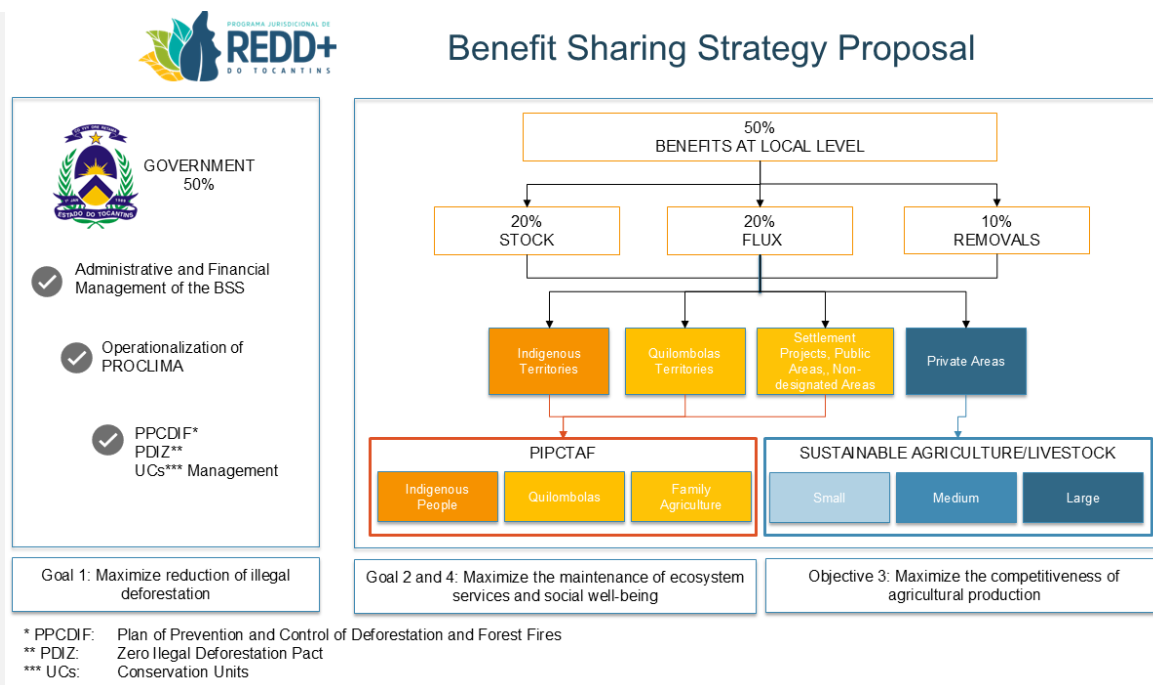 PROGRAMA JURISDICIONAL DE
REDD+
DO TOCANTINS
Benefit Sharing Strategy Proposal
GOVERNMENT
50%
ESTADO DO TOCANTINS
Administrative and Financial
Management of the BSS
Operationalization of
PROCLIMA
PPCDIF*
PDIZ**
UCs*** Management
50%
BENEFITS AT LOCAL LEVEL
20%
STOCK
20%
FLUX
10%
REMOVALS
Indigenous
Territories
Quilombolas
Territories
Settlement
Projects, Public
Areas,, Non-
designated Areas
Private Areas
PIPCTAF
Indigenous
People
Quilombolas
Family
Agriculture
SUSTAINABLE AGRICULTURE/LIVESTOCK
Small
Medium
Large
Goal 1: Maximize reduction of illegal
deforestation
Goal 2 and 4: Maximize the maintenance of ecosystem
services and social well-being
Objective 3: Maximize the competitiveness of
agricultural production
* PPCDIF: Plan of Prevention and Control of Deforestation and Forest Fires
** PDIZ: Zero Ilegal Deforestation Pact
*** UCs: Conservation Units